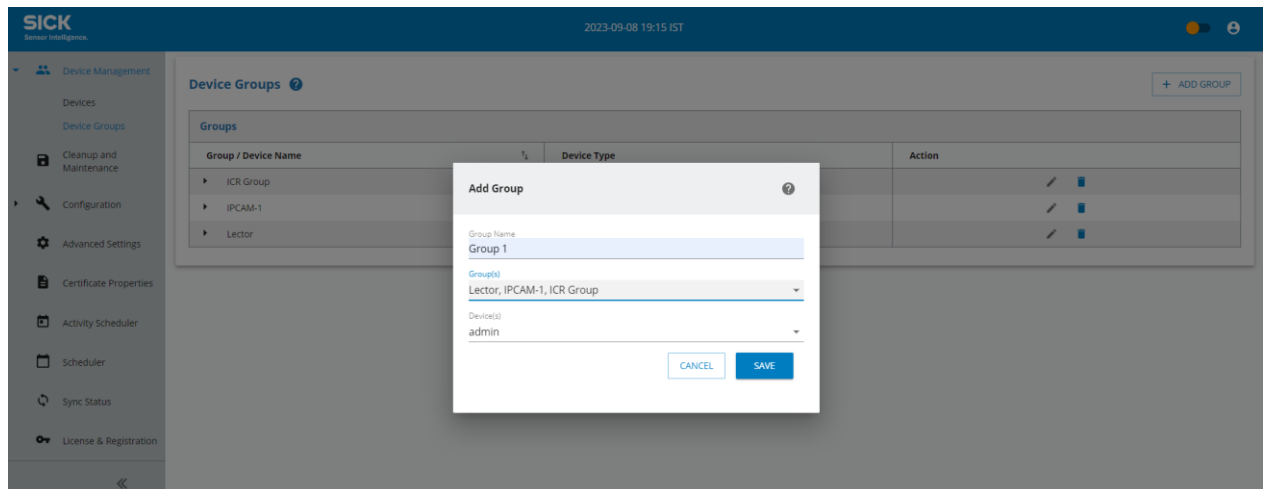 SICK
Sensor Intelligence.
2023-09-08 19:15 IST
Device Management
Devices
Device Groups
Cleanup and
Maintenance
Configuration
Advanced Settings
Certificate Properties
Activity Scheduler
Scheduler
Sync Status
License & Registration
Device Groups
+ ADD GROUP
Groups
Group / Device Name
Device Type
Action
ICR Group
IPCAM-1
Lector
Add Group
Group Name
Group 1
Group(s)
Lector, IPCAM-1, ICR Group
Device(s)
admin
CANCEL
SAVE